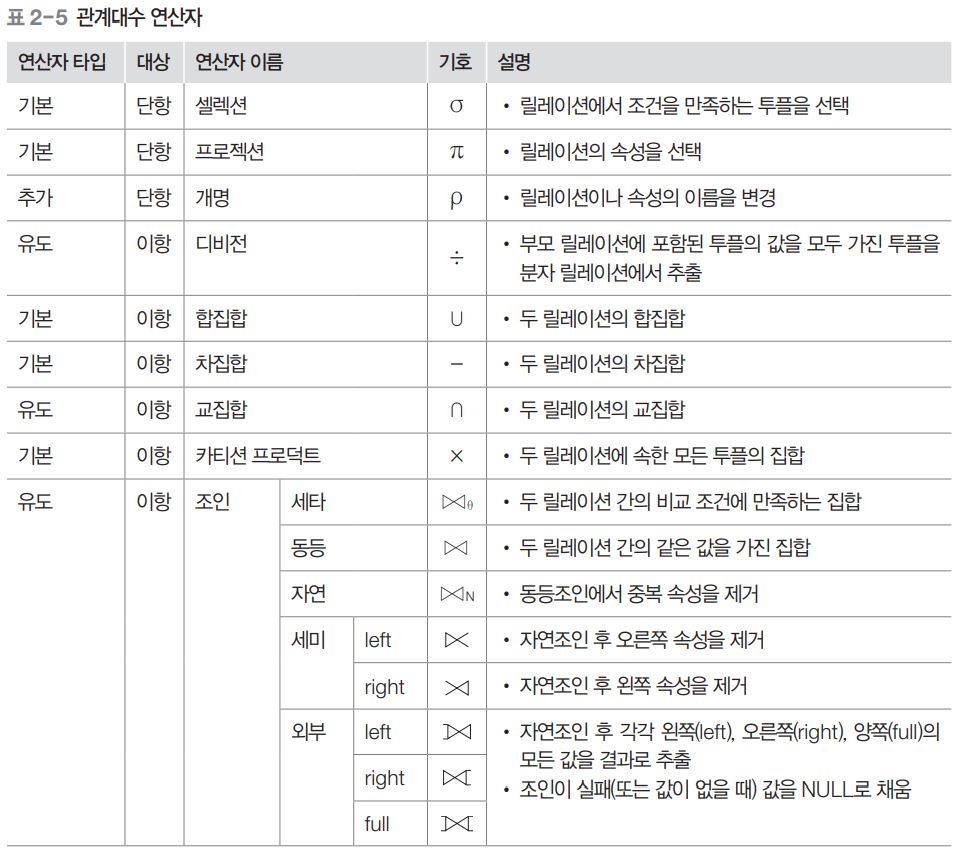 표 2-5 관계대수 연산자
연산자 타입 대상 연산자 이름 기호 설명
기본 단항 셀렉션 σ • 릴레이션에서 조건을 만족하는 투플을 선택
기본 단항 프로젝션 π • 릴레이션의 속성을 선택
추가 단항 개명 ρ • 릴레이션이나 속성의 이름을 변경
유도 이항 디비전 ÷ • 부모 릴레이션에 포함된 투플의 값을 모두 가진 투플을
분자 릴레이션에서 추출
기본 이항 합집합 ∪ • 두 릴레이션의 합집합
기본 이항 차집합 − • 두 릴레이션의 차집합
유도 이항 교집합 ∩ • 두 릴레이션의 교집합
기본 이항 카티션 프로덕트 × • 두 릴레이션에 속한 모든 투플의 집합
유도 이항 조인 세타 ⋈θ • 두 릴레이션 간의 비교 조건에 만족하는 집합
동등 ⋈ • 두 릴레이션 간의 같은 값을 가진 집합
자연 ⋈N • 동등조인에서 중복 속성을 제거
세미 left ⋉ • 자연조인 후 오른쪽 속성을 제거
right ⋊ • 자연조인 후 왼쪽 속성을 제거
외부 left ⟕ • 자연조인 후 각각 왼쪽(left), 오른쪽(right), 양쪽(full)의
모든 값을 결과로 추출
right ⟖ • 조인이 실패(또는 값이 없을 때) 값을 NULL로 채움
full ⟗